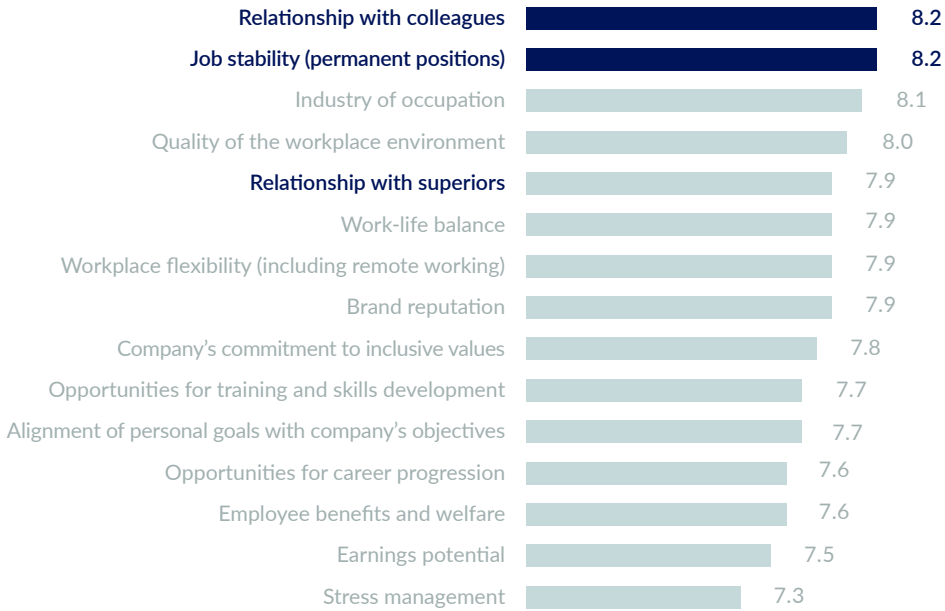 Relationship with colleagues 8.2
Job stability (permanent positions) 8.2
Industry of occupation 8.1
Quality of the workplace environment 8.0
Relationship with superiors 7.9
Work-life balance 7.9
Workplace flexibility (including remote working) 7.9
Brand reputation 7.9
Company’s commitment to inclusive values 7.8
Opportunities for training and skills development 7.7
Alignment of personal goals with company’s objectives 7.7
Opportunities for career progression 7.6
Employee benefits and welfare 7.6
Earnings potential 7.5
Stress management 7.3